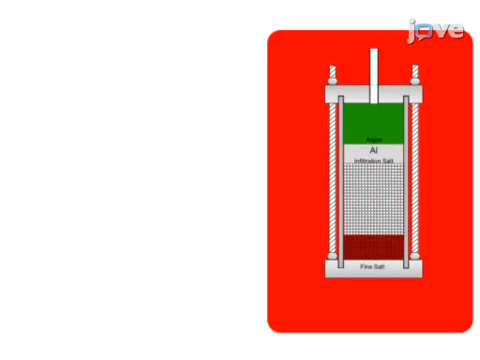 jove
Argon
Al
Infiltration Salt
Fine Salt